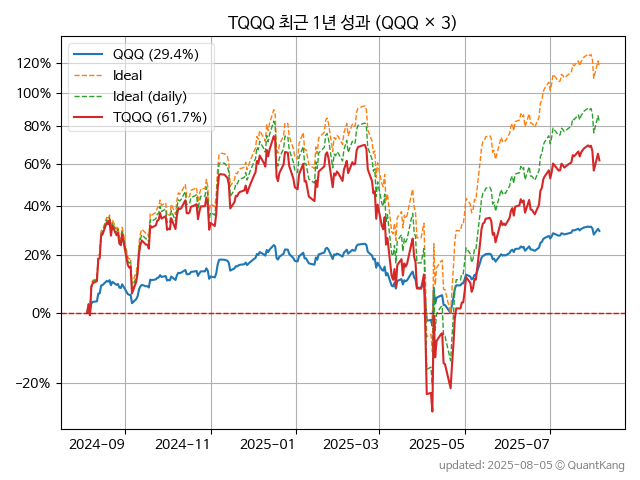 TQQQ 최근 1년 성과 (QQQ × 3)
QQQ (29.4%)
Ideal
Ideal (daily)
TQQQ (61.7%)
120%
100%
80%
60%
40%
20%
0%
−20%
2024-09
2024-11
2025-01
2025-03
2025-05
2025-07
updated: 2025-08-05 © QuantKang